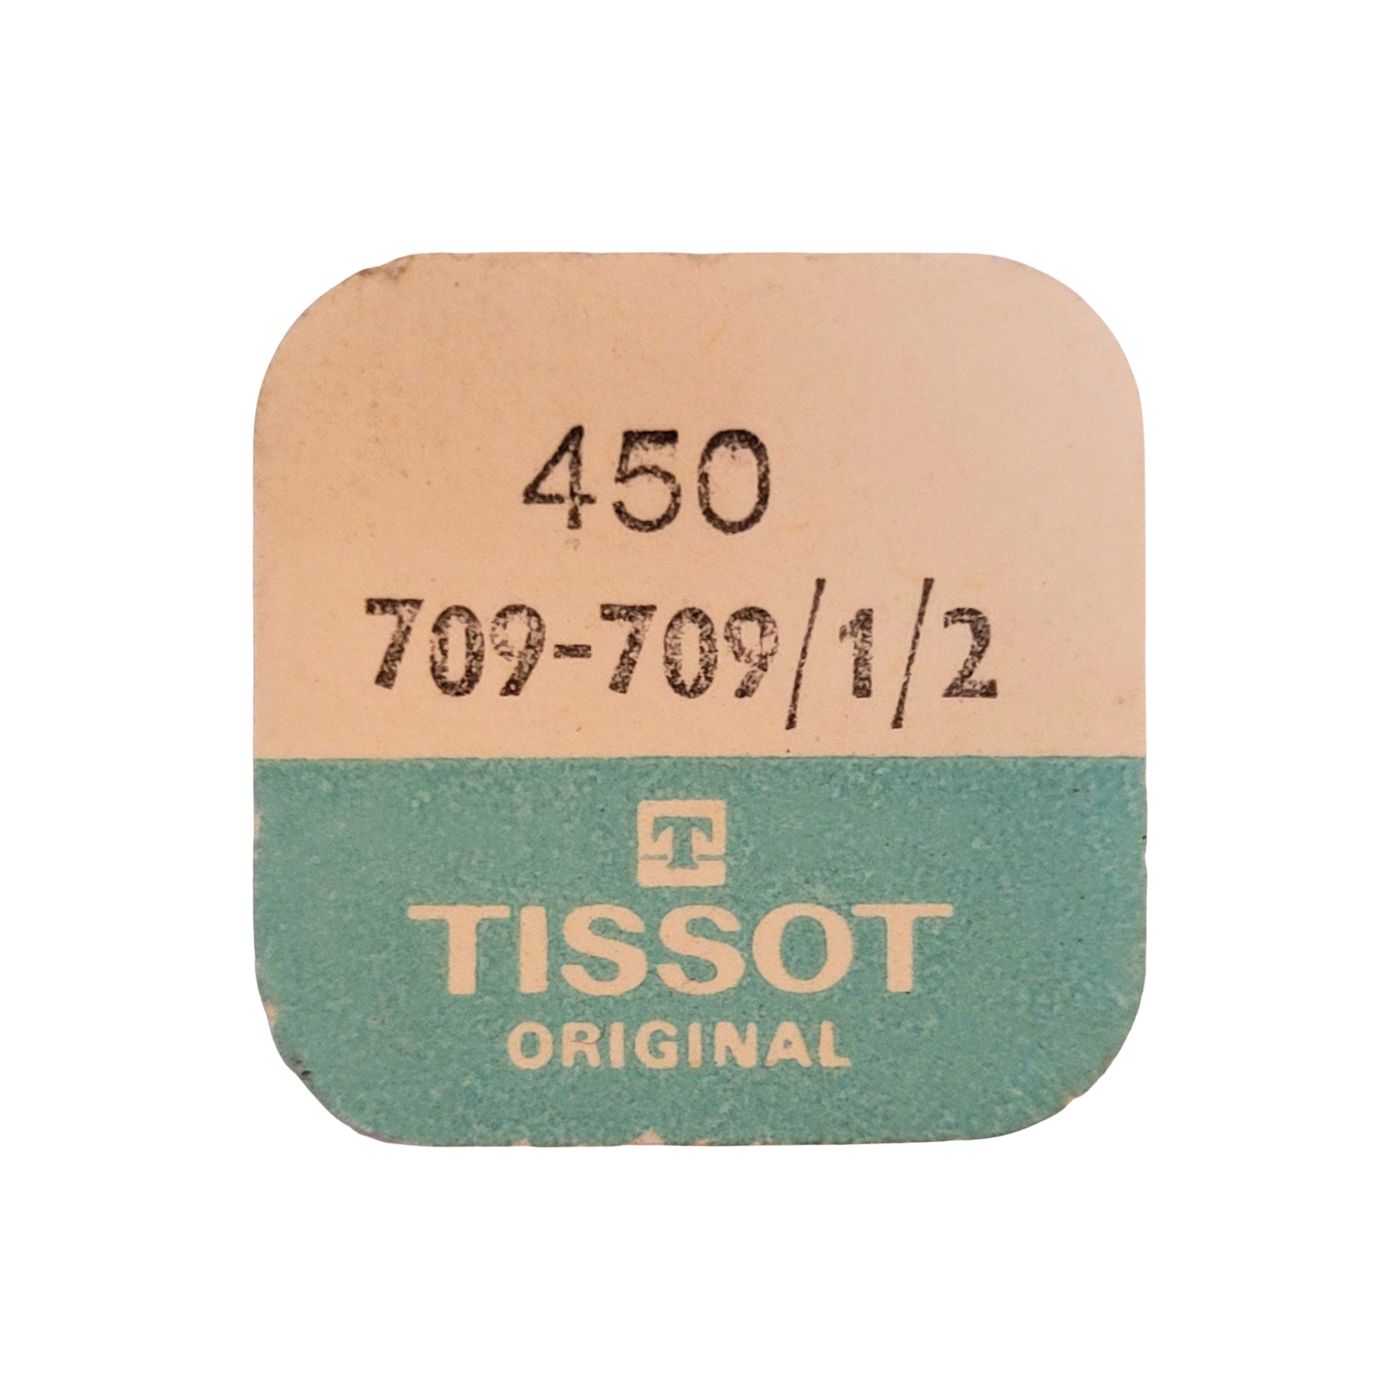 450
709-709/1/2
T
TISSOT
ORIGINAL